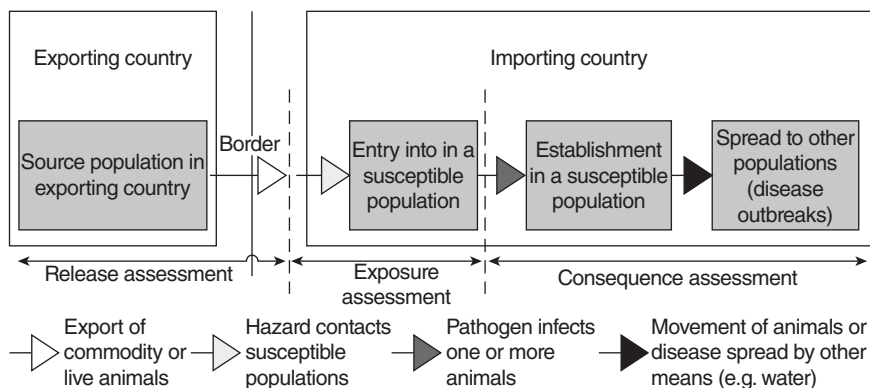 Exporting country
Importing country
Border
Source population in
exporting country
Entry into in a
susceptible
population
Establishment
in a susceptible
population
Spread to other
populations
(disease
outbreaks)
Release assessment
Exposure
assessment
Consequence assessment
Export of
commodity or
live animals
Hazard contacts
susceptible
populations
Pathogen infects
one or more
animals
Movement of animals or
disease spread by other
means (e.g. water)